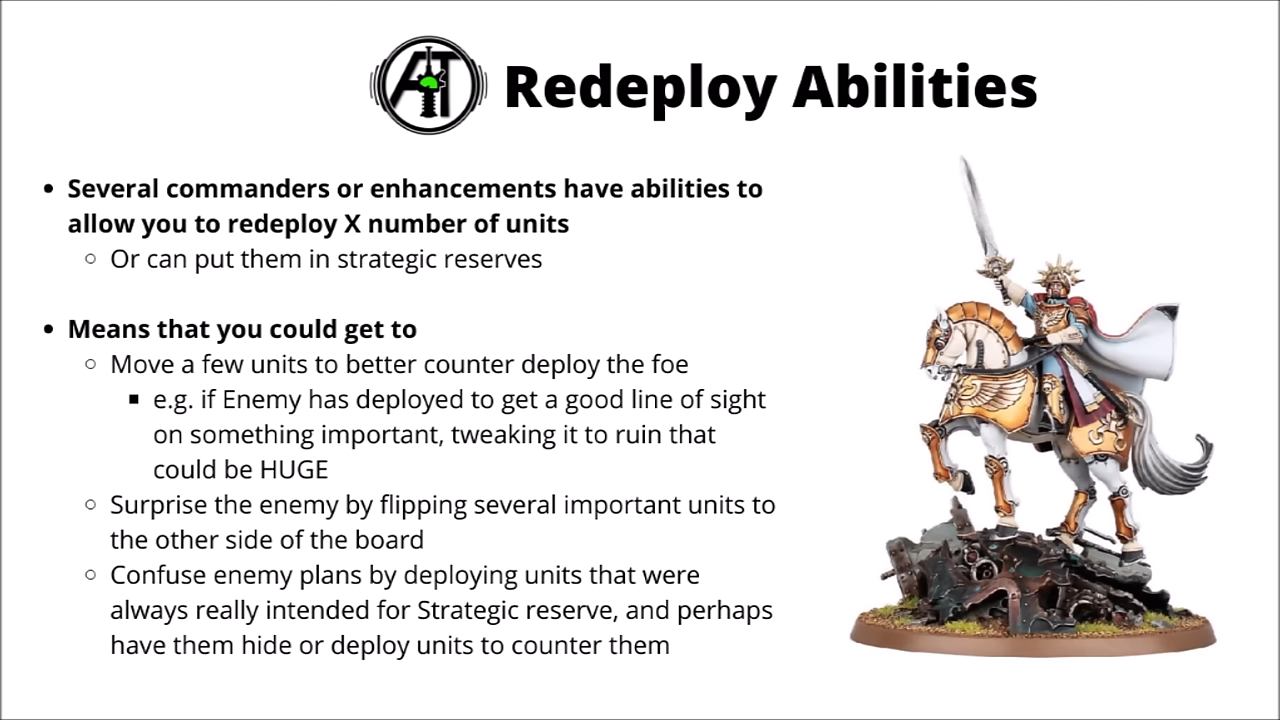 AT
Redeploy Abilities
• Several commanders or enhancements have abilities to
allow you to redeploy X number of units
○ Or can put them in strategic reserves
• Means that you could get to
○ Move a few units to better counter deploy the foe
■ e.g. if Enemy has deployed to get a good line of sight
on something important, tweaking it to ruin that
could be HUGE
○ Surprise the enemy by flipping several important units to
the other side of the board
○ Confuse enemy plans by deploying units that were
always really intended for Strategic reserve, and perhaps
have them hide or deploy units to counter them